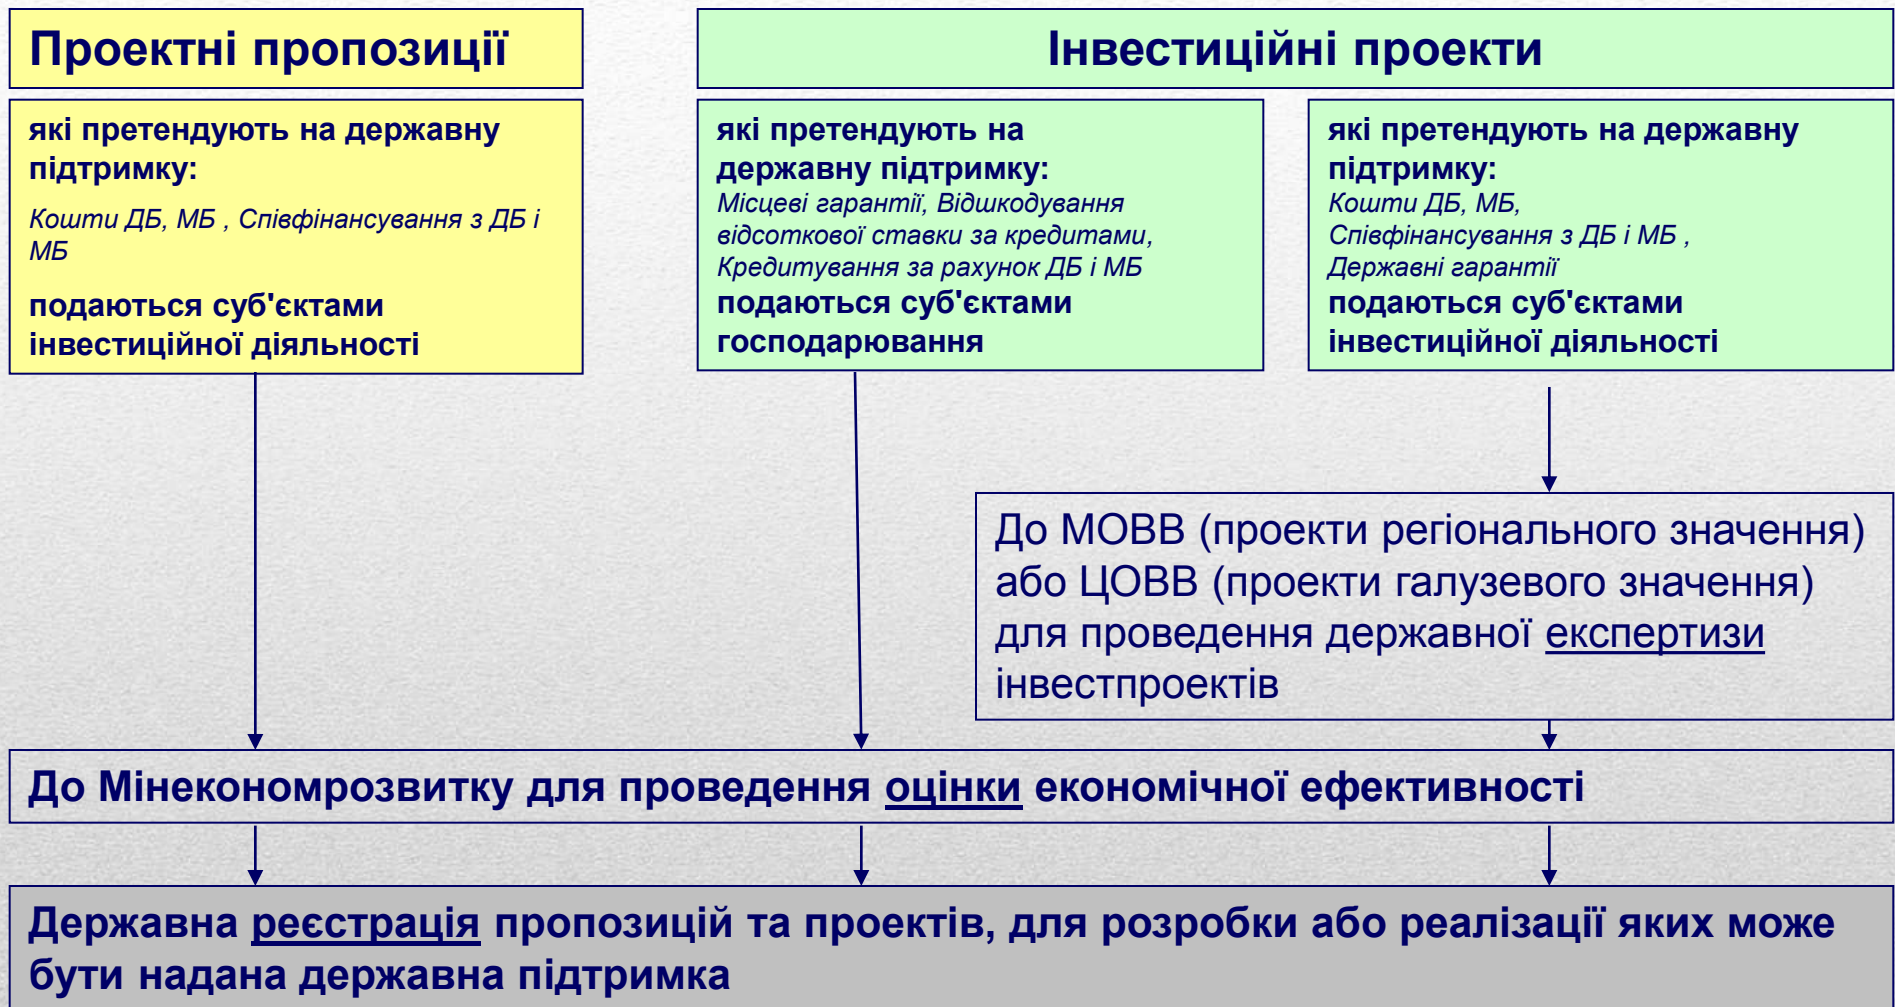 Проектні пропозиції
Інвестиційні проекти
які претендують на державну
підтримку:
Кошти ДБ, МБ , Співфінансування з ДБ і
МБ
подаються суб'єктами
інвестиційної діяльності
які претендують на
державну підтримку:
Місцеві гарантії, Відшкодування
відсоткової ставки за кредитами,
Кредитування за рахунок ДБ і МБ
подаються суб'єктами
господарювання
які претендують на державну
підтримку:
Кошти ДБ, МБ,
Співфінансування з ДБ і МБ ,
Державні гарантії
подаються суб'єктами
інвестиційної діяльності
До МОВВ (проекти регіонального значення)
або ЦОВВ (проекти галузевого значення)
для проведення державної експертизи
інвестпроектів
До Мінекономрозвитку для проведення оцінки економічної ефективності
Державна реєстрація пропозицій та проектів, для розробки або реалізації яких може
бути надана державна підтримка